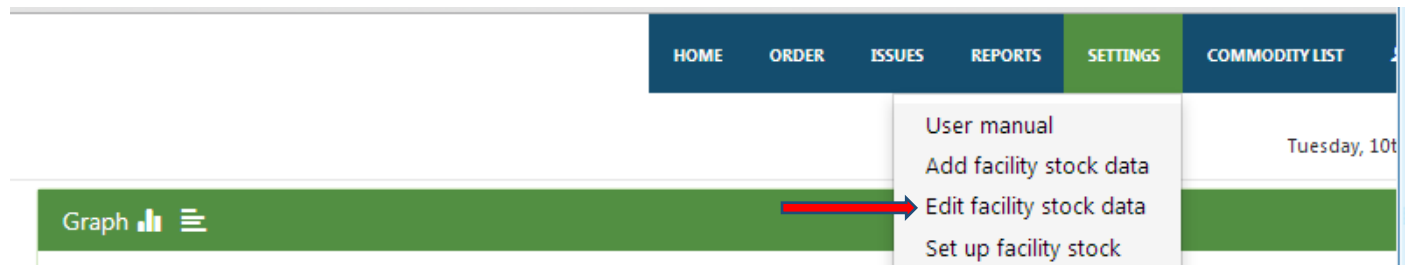 HOME ORDER ISSUES REPORTS SETTINGS COMMODITY LIST
User manual
Tuesday, 10t
Add facility stock data
Edit facility stock data
Graph
Set up facility stock